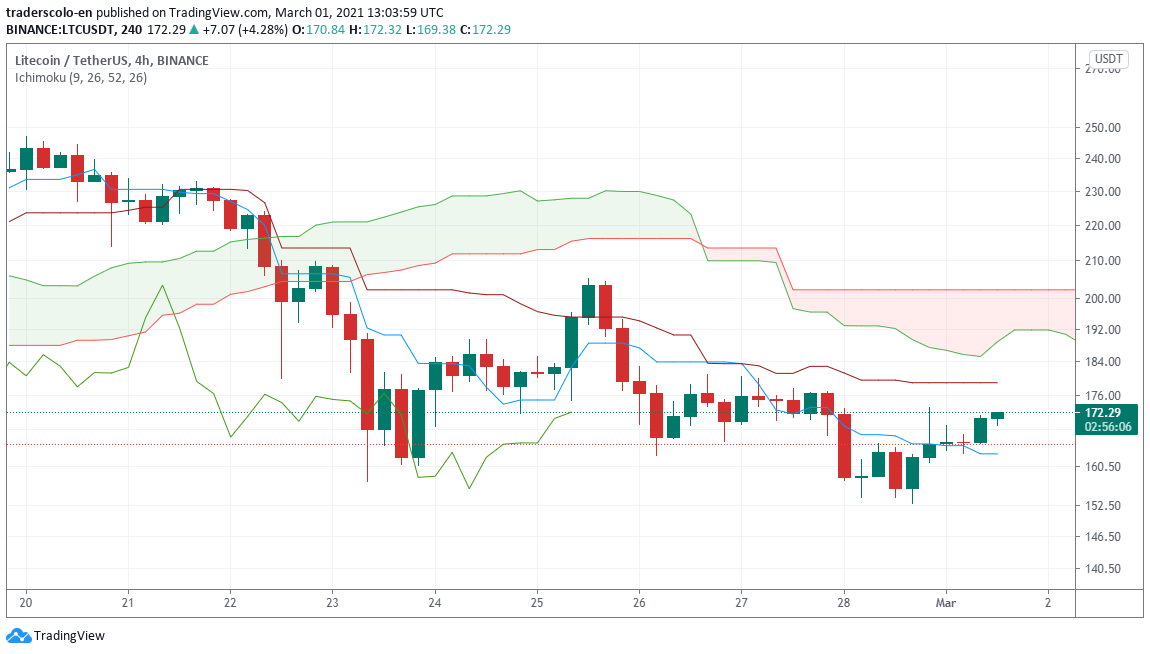 traderscolo-en published on TradingView.com, March 01, 2021 13:03:59 UTC
BINANCE:LTCUSDT, 240 172.29 ▲ +7.07 (+4.28%) O:170.84 H:172.32 L:169.38 C:172.29
Litecoin / TetherUS, 4h, BINANCE
Ichimoku (9, 26, 52, 26)
USDT
270.00
250.00
240.00
230.00
220.00
210.00
200.00
192.00
184.00
176.00
172.29
02:56:06
160.50
152.50
146.50
140.50
20 21 22 23 24 25 26 27 28 Mar 2
TradingView